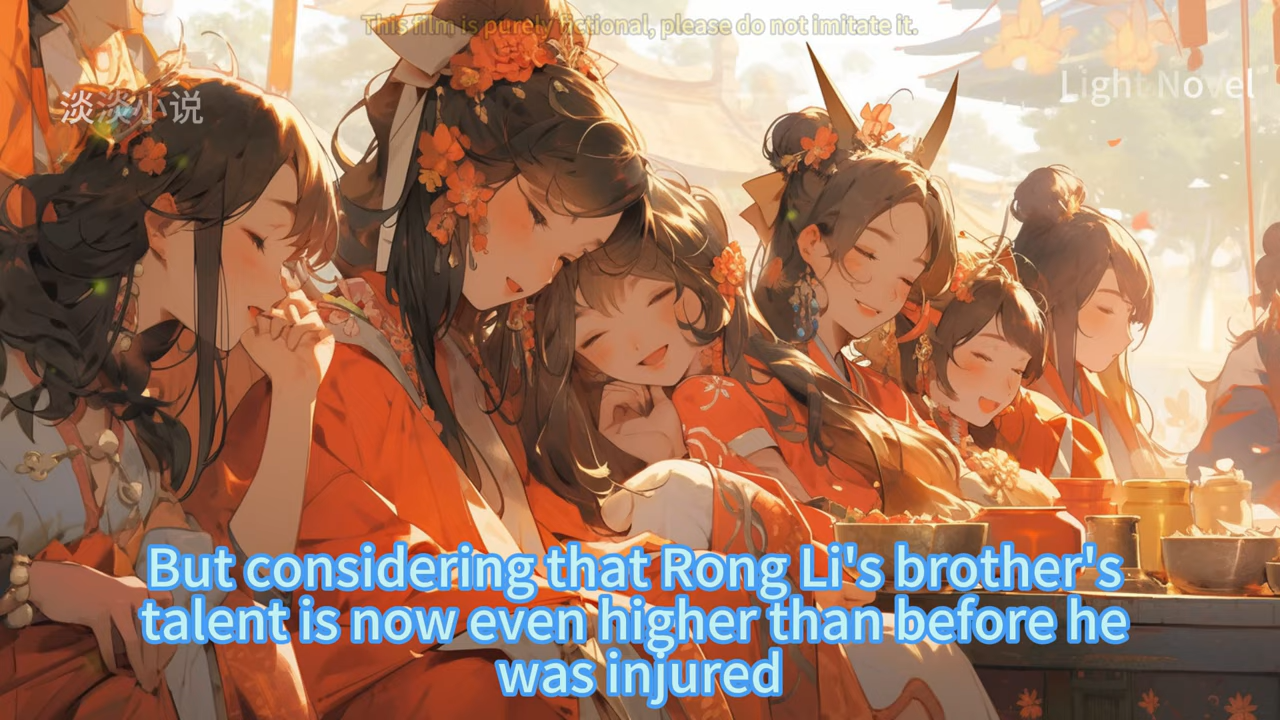 This film is purely fictional, please do not imitate it.
淡淡小说
Light Novel
But considering that Rong Li's brother's
talent is now even higher than before he
was injured